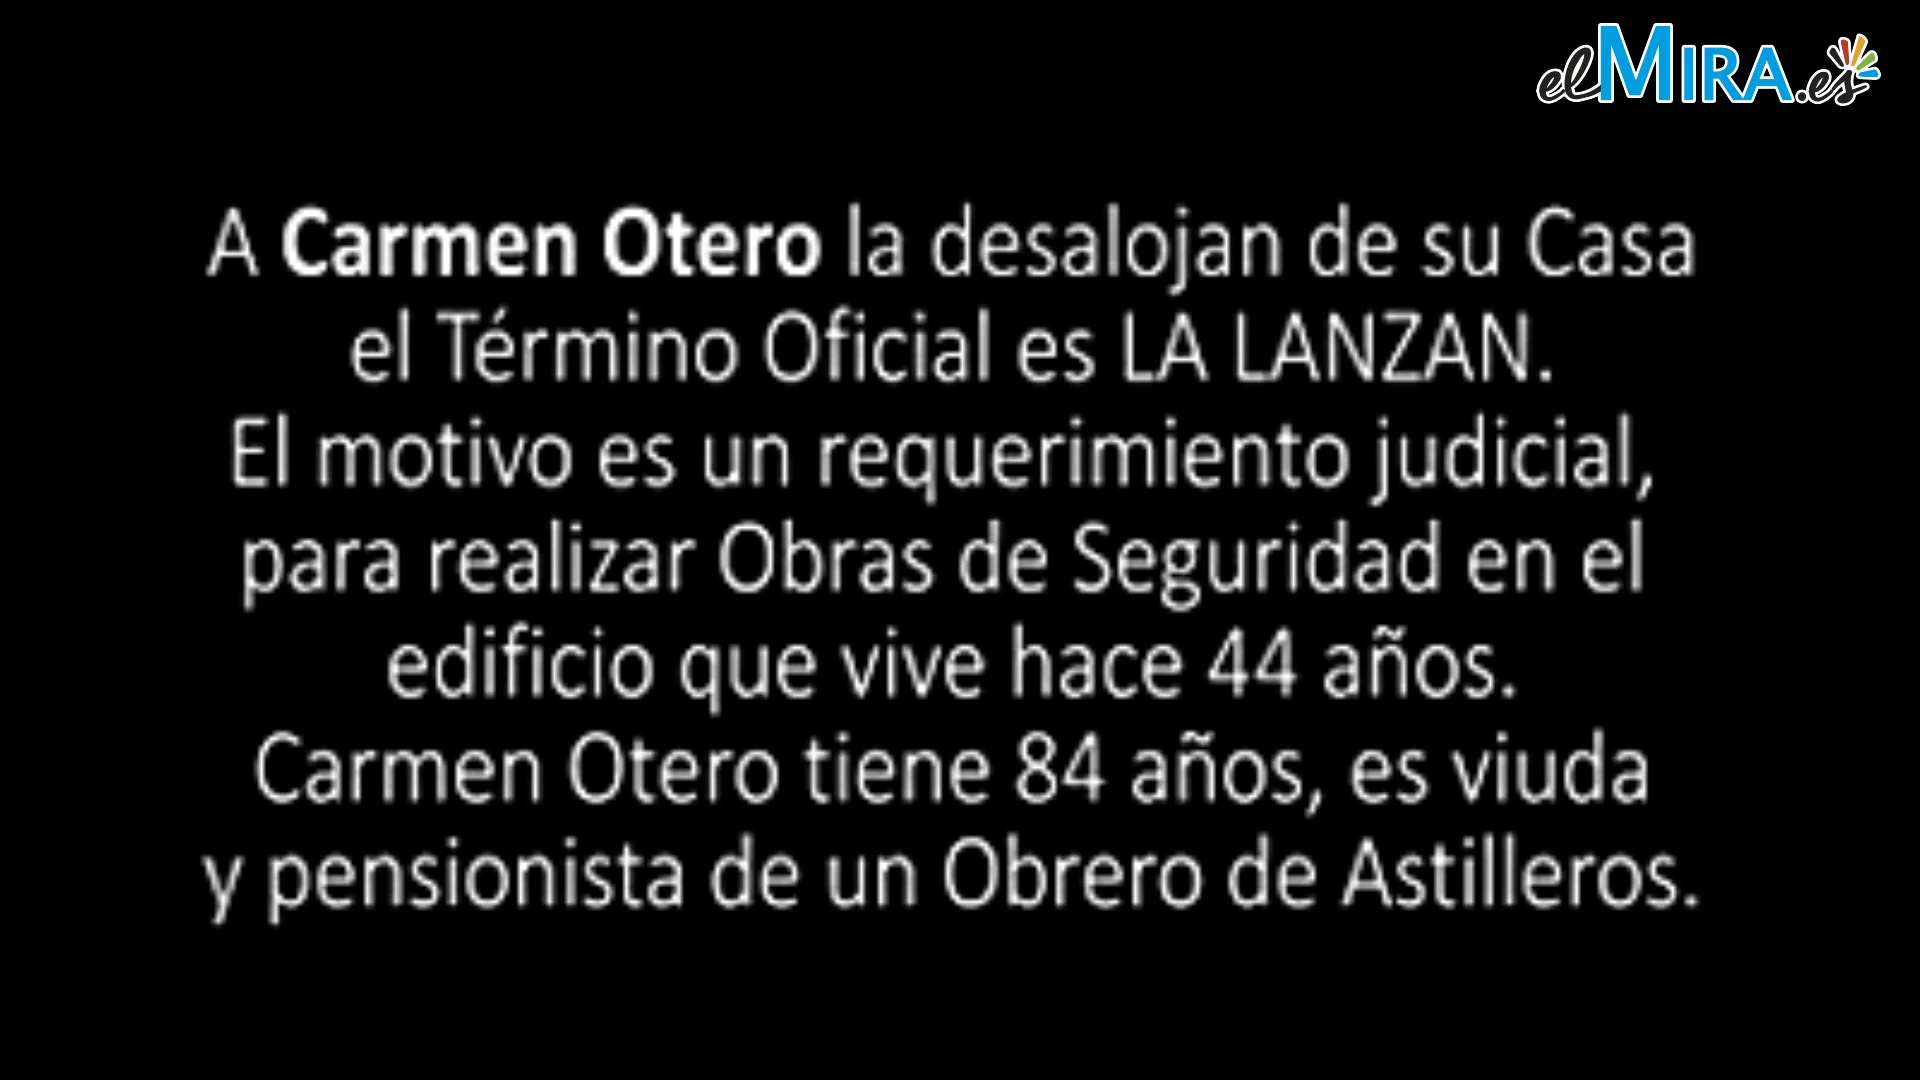 elMIRA.es
A Carmen Otero la desalojan de su Casa
el Término Oficial es LA LANZAN.
El motivo es un requerimiento judicial,
para realizar Obras de Seguridad en el
edificio que vive hace 44 años.
Carmen Otero tiene 84 años, es viuda
y pensionista de un Obrero de Astilleros.